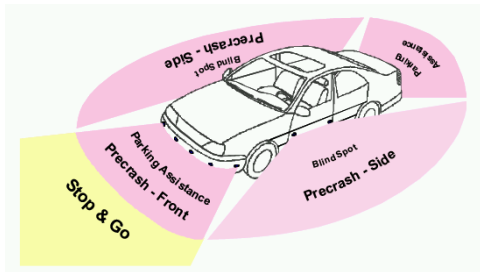 Precrash - Side
Blind Spot
Parking
Assistance
Parking Assistance
Precrash - Front
BlindSpot
Precrash - Side
Stop & Go